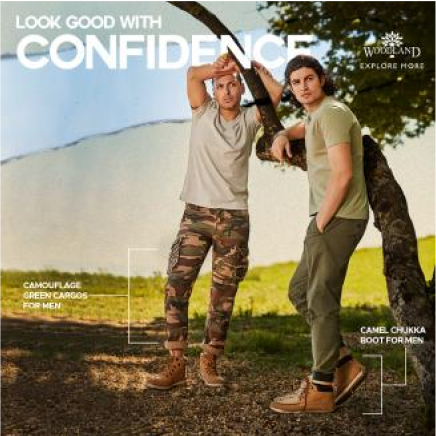 LOOK GOOD WITH
CONFIDENCE
WOODLAND
EXPLORE MORE
CAMOUFLAGE
GREEN CARGOS
FOR MEN
CAMEL CHUKKA
BOOT FOR MEN